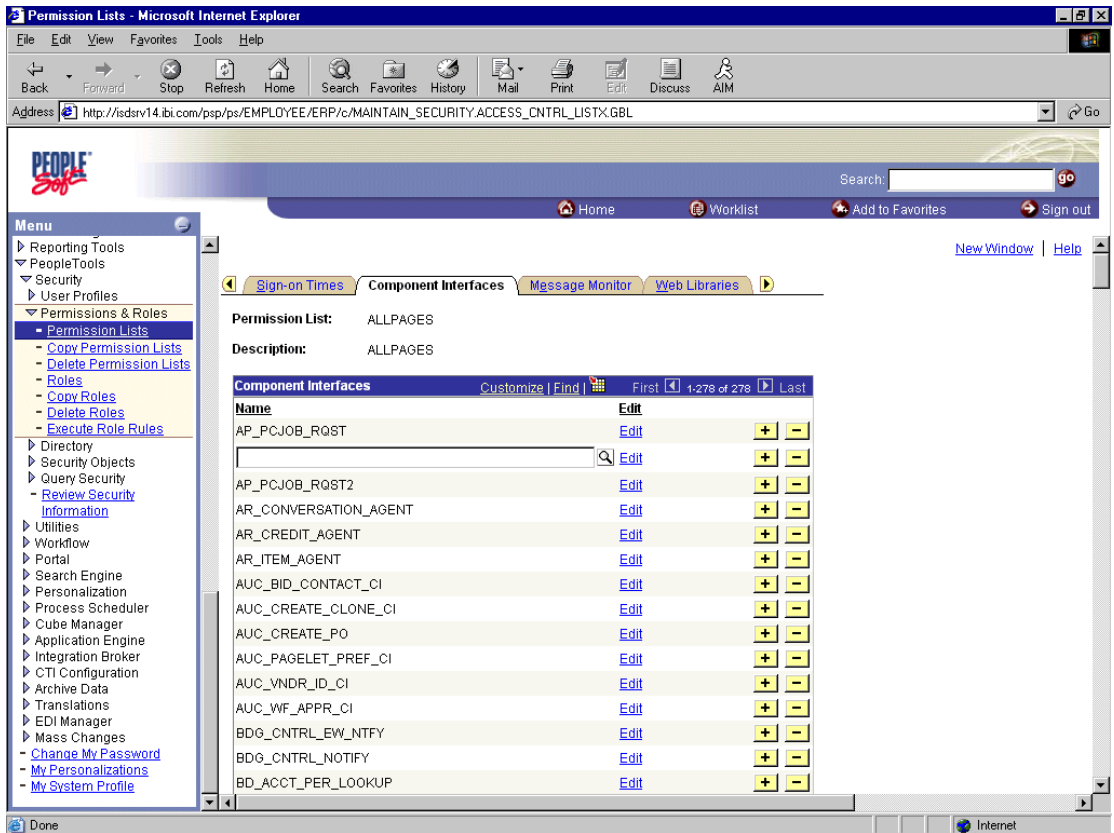 Permission Lists - Microsoft Internet Explorer
File Edit View Favorites Tools Help
Back Forward Stop Refresh Home Search Favorites History Mail Print Edit Discuss AIM
Address http://isdsrv14.ibi.com/psp/ps/EMPLOYEE/ERP/c/MAINTAIN_SECURITY.ACCESS_CNTRL_LISTX.GBL Go
PEOPLE Soft
Search: go
Home Worklist Add to Favorites Sign out
Menu
Reporting Tools
PeopleTools
Security
User Profiles
Permissions & Roles
- Permission Lists
- Copy Permission Lists
- Delete Permission Lists
- Roles
- Copy Roles
- Delete Roles
- Execute Role Rules
Directory
Security Objects
Query Security
- Review Security
Information
Utilities
Workflow
Portal
Search Engine
Personalization
Process Scheduler
Cube Manager
Application Engine
Integration Broker
CTI Configuration
Archive Data
Translations
EDI Manager
Mass Changes
- Change My Password
- My Personalizations
- My System Profile
New Window | Help
Sign-on Times Component Interfaces Message Monitor Web Libraries
Permission List: ALLPAGES
Description: ALLPAGES
Component Interfaces Customize | Find | First 1-278 of 278 Last
Name Edit
AP_PCJOB_RQST Edit + -
Edit + -
AP_PCJOB_RQST2 Edit + -
AR_CONVERSATION_AGENT Edit + -
AR_CREDIT_AGENT Edit + -
AR_ITEM_AGENT Edit + -
AUC_BID_CONTACT_CI Edit + -
AUC_CREATE_CLONE_CI Edit + -
AUC_CREATE_PO Edit + -
AUC_PAGELET_PREF_CI Edit + -
AUC_VNDR_ID_CI Edit + -
AUC_WF_APPR_CI Edit + -
BDG_CNTRL_EW_NTFY Edit + -
BDG_CNTRL_NOTIFY Edit + -
BD_ACCT_PER_LOOKUP Edit + -
Done Internet